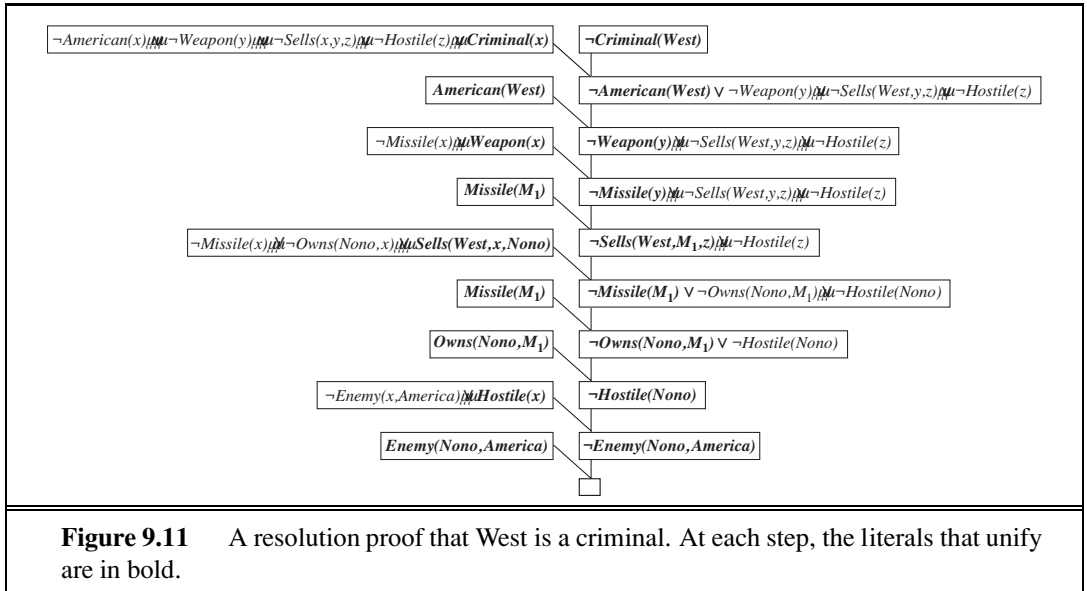 ¬American(x) ¬Weapon(y) ¬Sells(x,y,z) ¬Hostile(z) Criminal(x) ¬Criminal(West)
American(West) ¬American(West) ∨ ¬Weapon(y) ¬Sells(West,y,z) ¬Hostile(z)
¬Missile(x) Weapon(x) ¬Weapon(y) ¬Sells(West,y,z) ¬Hostile(z)
Missile(M₁) ¬Missile(y) ¬Sells(West,y,z) ¬Hostile(z)
¬Missile(x) ¬Owns(Nono,x) Sells(West,x,Nono) ¬Sells(West,M₁,z) ¬Hostile(z)
Missile(M₁) ¬Missile(M₁) ∨ ¬Owns(Nono,M₁) ¬Hostile(Nono)
Owns(Nono,M₁) ¬Owns(Nono,M₁) ∨ ¬Hostile(Nono)
¬Enemy(x,America) Hostile(x) ¬Hostile(Nono)
Enemy(Nono,America) ¬Enemy(Nono,America)
Figure 9.11 A resolution proof that West is a criminal. At each step, the literals that unify
are in bold.